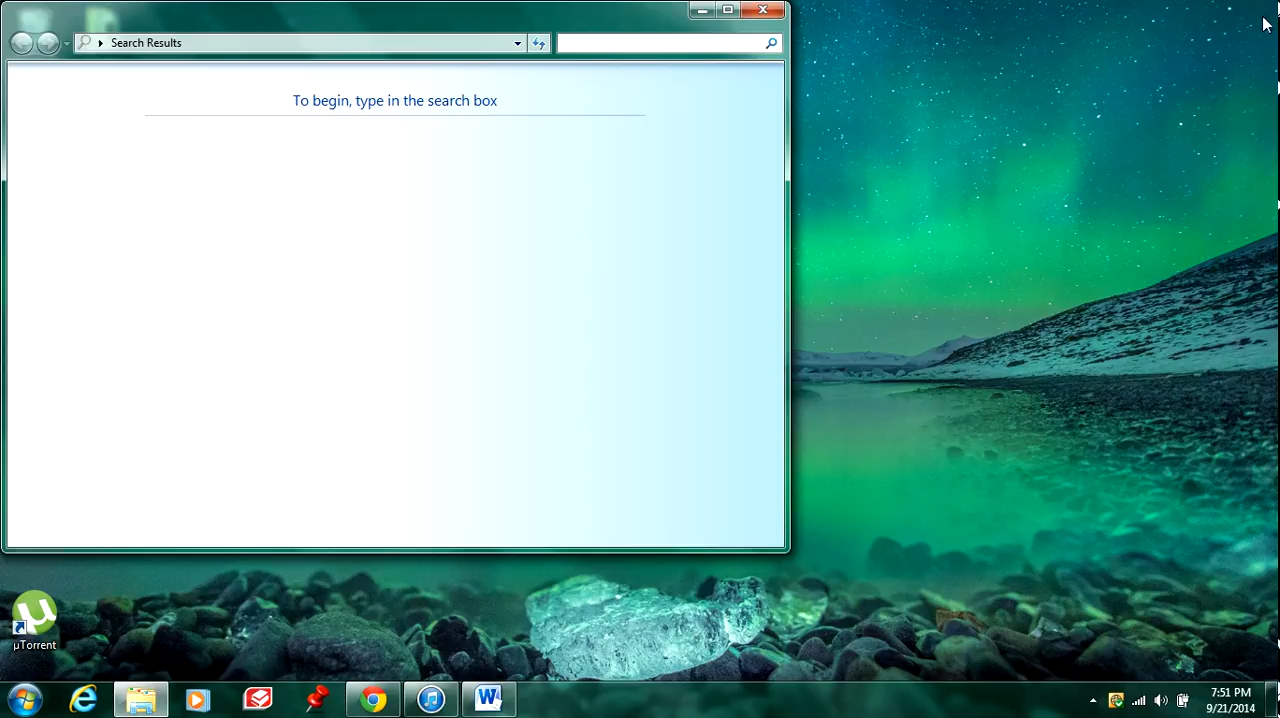 Search Results
To begin, type in the search box
µTorrent
W
7:51 PM
9/21/2014